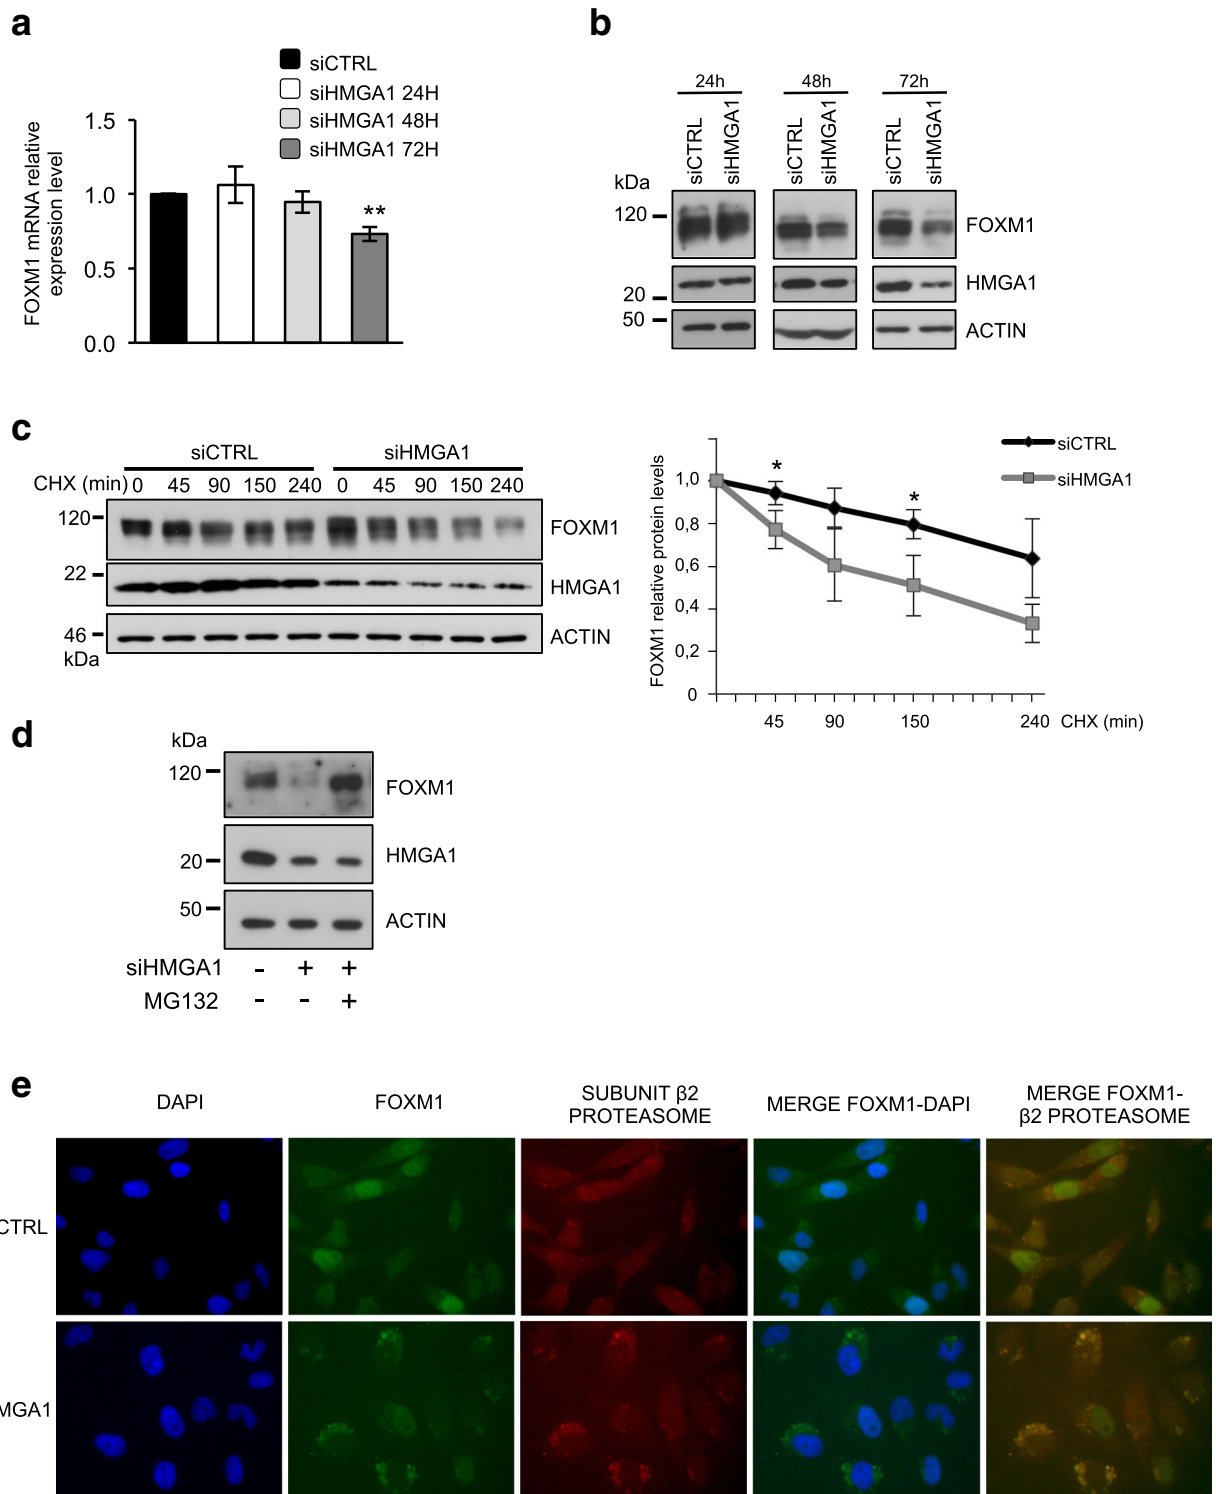 a
siCTRL
siHMGA1 24H
siHMGA1 48H
siHMGA1 72H
FOXM1 mRNA relative
expression level
1.5
1.0
0.5
0.0
**
b
24h 48h 72h
siCTRL siHMGA1 siCTRL siHMGA1 siCTRL siHMGA1
kDa
120
FOXM1
20
HMGA1
50
ACTIN
c
siCTRL siHMGA1
CHX (min) 0 45 90 150 240 0 45 90 150 240
120
FOXM1
22
HMGA1
46
ACTIN
kDa
siCTRL
siHMGA1
FOXM1 relative protein levels
1,0
0,8
0,6
0,4
0,2
0
*
*
45 90 150 240 CHX (min)
d
kDa
120
FOXM1
20
HMGA1
50
ACTIN
siHMGA1 - + +
MG132 - - +
e
DAPI
FOXM1
SUBUNIT β2
PROTEASOME
MERGE FOXM1-DAPI
MERGE FOXM1-
β2 PROTEASOME
CTRL
MGA1